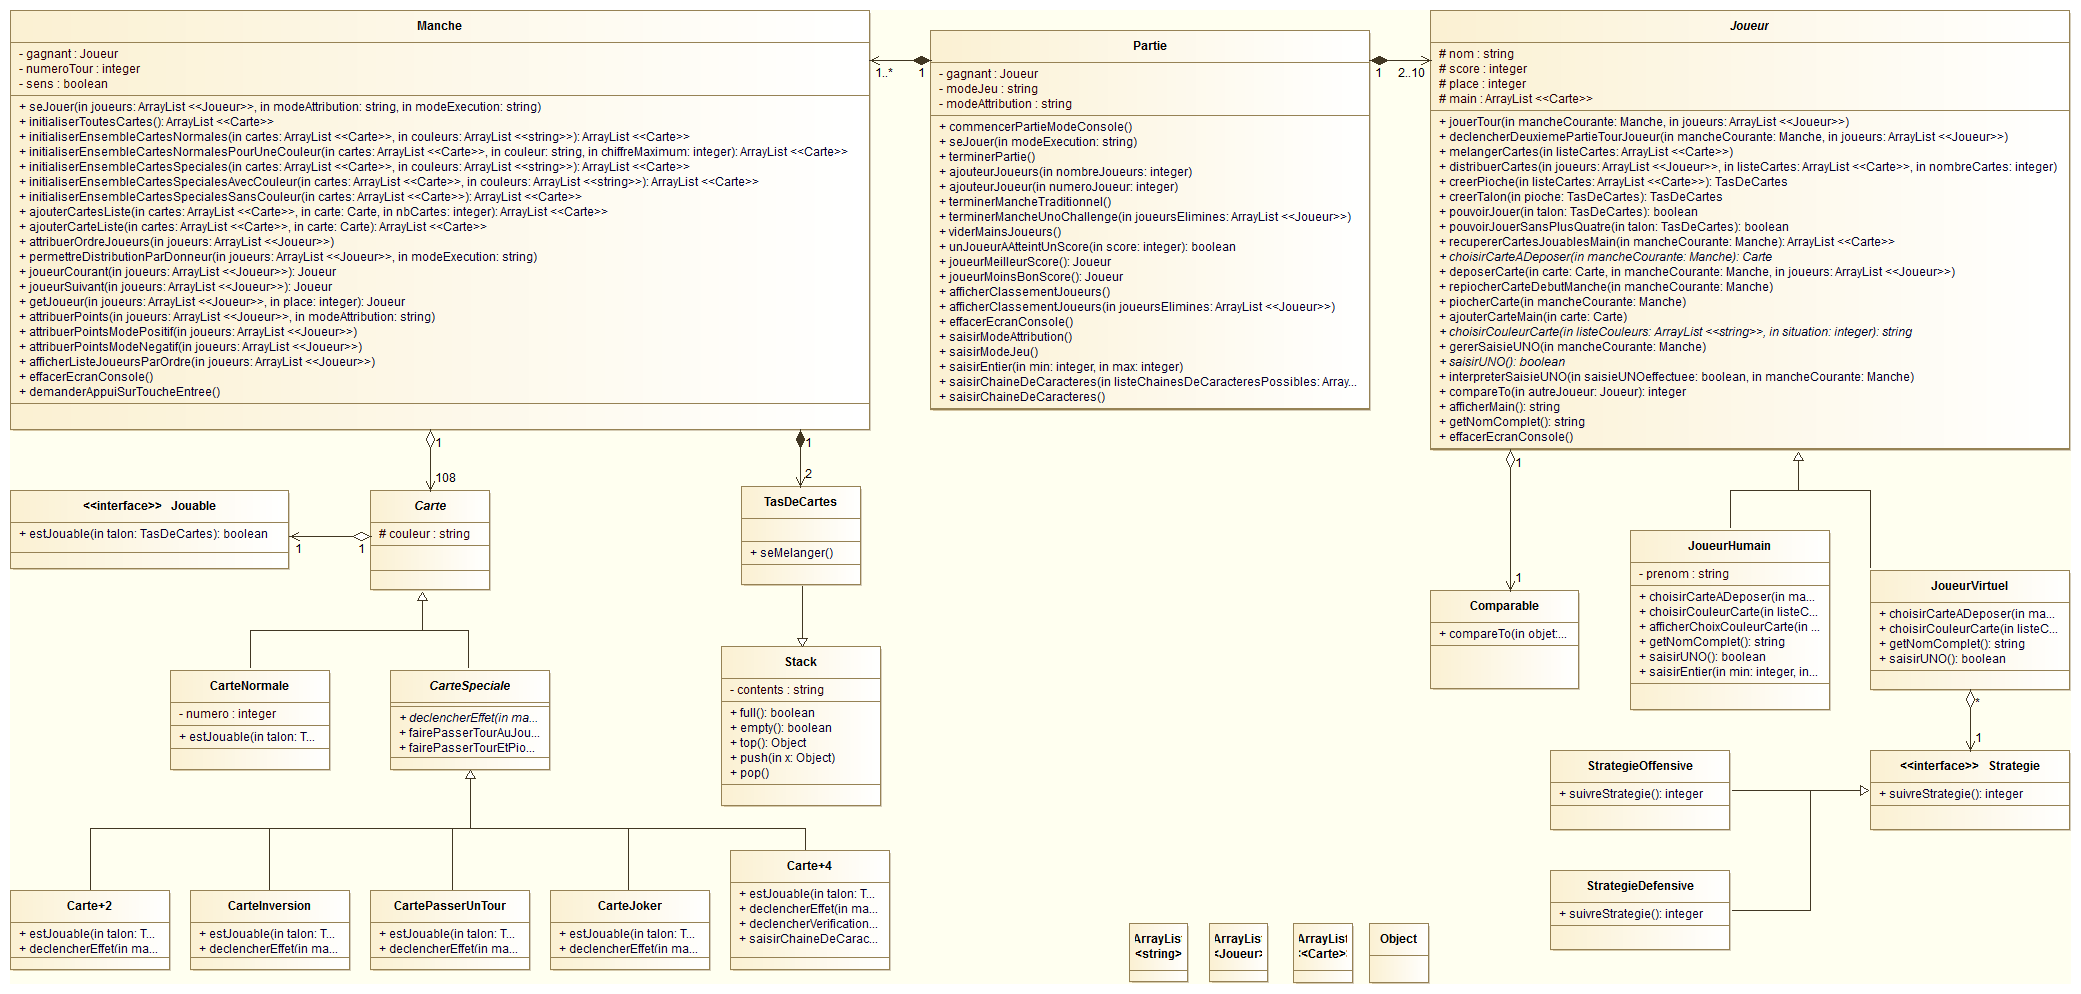 Manche
- gagnant : Joueur
- numeroTour : integer
- sens : boolean
+ seJouer(in joueurs: ArrayList <<Joueur>>, in modeAttribution: string, in modeExecution: string)
+ initialiserToutesCartes(): ArrayList <<Carte>>
+ initialiserEnsembleCartesNormales(in cartes: ArrayList <<Carte>>, in couleurs: ArrayList <<string>>): ArrayList <<Carte>>
+ initialiserEnsembleCartesNormalesPourUneCouleur(in cartes: ArrayList <<Carte>>, in couleur: string, in chiffreMaximum: integer): ArrayList <<Carte>>
+ initialiserEnsembleCartesSpeciales(in cartes: ArrayList <<Carte>>, in couleurs: ArrayList <<string>>): ArrayList <<Carte>>
+ initialiserEnsembleCartesSpecialesAvecCouleur(in cartes: ArrayList <<Carte>>, in couleurs: ArrayList <<string>>): ArrayList <<Carte>>
+ initialiserEnsembleCartesSpecialesSansCouleur(in cartes: ArrayList <<Carte>>): ArrayList <<Carte>>
+ ajouterCartesListe(in cartes: ArrayList <<Carte>>, in carte: Carte, in nbCartes: integer): ArrayList <<Carte>>
+ ajouterCarteListe(in cartes: ArrayList <<Carte>>, in carte: Carte): ArrayList <<Carte>>
+ attribuerOrdreJoueurs(in joueurs: ArrayList <<Joueur>>)
+ permettreDistributionParDonneur(in joueurs: ArrayList <<Joueur>>, in modeExecution: string)
+ joueurCourant(in joueurs: ArrayList <<Joueur>>): Joueur
+ joueurSuivant(in joueurs: ArrayList <<Joueur>>): Joueur
+ getJoueur(in joueurs: ArrayList <<Joueur>>, in place: integer): Joueur
+ attribuerPoints(in joueurs: ArrayList <<Joueur>>, in modeAttribution: string)
+ attribuerPointsModePositif(in joueurs: ArrayList <<Joueur>>)
+ attribuerPointsModeNegatif(in joueurs: ArrayList <<Joueur>>)
+ afficherListeJoueursParOrdre(in joueurs: ArrayList <<Joueur>>)
+ effacerEcranConsole()
+ demanderAppuiSurToucheEntree()
1..*
1
Partie
- gagnant : Joueur
- modeJeu : string
- modeAttribution : string
+ commencerPartieModeConsole()
+ seJouer(in modeExecution: string)
+ terminerPartie()
+ ajouteurJoueurs(in nombreJoueurs: integer)
+ ajouteurJoueur(in numeroJoueur: integer)
+ terminerMancheTraditionnel()
+ terminerMancheUnoChallenge(in joueursElimines: ArrayList <<Joueur>>)
+ viderMainsJoueurs()
+ unJoueurAAtteintUnScore(in score: integer): boolean
+ joueurMeilleurScore(): Joueur
+ joueurMoinsBonScore(): Joueur
+ afficherClassementJoueurs()
+ afficherClassementJoueurs(in joueursElimines: ArrayList <<Joueur>>)
+ effacerEcranConsole()
+ saisirModeAttribution()
+ saisirModeJeu()
+ saisirEntier(in min: integer, in max: integer)
+ saisirChaineDeCaracteres(in listeChainesDeCaracteresPossibles: Array...
+ saisirChaineDeCaracteres()
1
2..10
Joueur
# nom : string
# score : integer
# place : integer
# main : ArrayList <<Carte>>
+ jouerTour(in mancheCourante: Manche, in joueurs: ArrayList <<Joueur>>)
+ declencherDeuxiemePartieTourJoueur(in mancheCourante: Manche, in joueurs: ArrayList <<Joueur>>)
+ melangerCartes(in listeCartes: ArrayList <<Carte>>)
+ distribuerCartes(in joueurs: ArrayList <<Joueur>>, in listeCartes: ArrayList <<Carte>>, in nombreCartes: integer)
+ creerPioche(in listeCartes: ArrayList <<Carte>>): TasDeCartes
+ creerTalon(in pioche: TasDeCartes): TasDeCartes
+ pouvoirJouer(in talon: TasDeCartes): boolean
+ pouvoirJouerSansPlusQuatre(in talon: TasDeCartes): boolean
+ recupererCartesJouablesMain(in mancheCourante: Manche): ArrayList <<Carte>>
+ choisirCarteADeposer(in mancheCourante: Manche): Carte
+ deposerCarte(in carte: Carte, in mancheCourante: Manche, in joueurs: ArrayList <<Joueur>>)
+ repiocherCarteDebutManche(in mancheCourante: Manche)
+ piocherCarte(in mancheCourante: Manche)
+ ajouterCarteMain(in carte: Carte)
+ choisirCouleurCarte(in listeCouleurs: ArrayList <<string>>, in situation: integer): string
+ gererSaisieUNO(in mancheCourante: Manche)
+ saisirUNO(): boolean
+ interpreterSaisieUNO(in saisieUNOeffectuee: boolean, in mancheCourante: Manche)
+ compareTo(in autreJoueur: Joueur): integer
+ afficherMain(): string
+ getNomComplet(): string
+ effacerEcranConsole()
1
108
1
2
1
1
<<interface>> Jouable
+ estJouable(in talon: TasDeCartes): boolean
1
1
Carte
# couleur : string
TasDeCartes
+ seMelanger()
Comparable
+ compareTo(in objet:...
JoueurHumain
- prenom : string
+ choisirCarteADeposer(in ma...
+ choisirCouleurCarte(in listeC...
+ afficherChoixCouleurCarte(in ...
+ getNomComplet(): string
+ saisirUNO(): boolean
+ saisirEntier(in min: integer, in...
JoueurVirtuel
+ choisirCarteADeposer(in ma...
+ choisirCouleurCarte(in listeC...
+ getNomComplet(): string
+ saisirUNO(): boolean
*
1
CarteNormale
- numero : integer
+ estJouable(in talon: T...
CarteSpeciale
+ declencherEffet(in ma...
+ fairePasserTourAuJou...
+ fairePasserTourEtPio...
Stack
- contents : string
+ full(): boolean
+ empty(): boolean
+ top(): Object
+ push(in x: Object)
+ pop()
StrategieOffensive
+ suivreStrategie(): integer
<<interface>> Strategie
+ suivreStrategie(): integer
StrategieDefensive
+ suivreStrategie(): integer
Carte+2
+ estJouable(in talon: T...
+ declencherEffet(in ma...
CarteInversion
+ estJouable(in talon: T...
+ declencherEffet(in ma...
CartePasserUnTour
+ estJouable(in talon: T...
+ declencherEffet(in ma...
CarteJoker
+ estJouable(in talon: T...
+ declencherEffet(in ma...
Carte+4
+ estJouable(in talon: T...
+ declencherEffet(in ma...
+ declencherVerification...
+ saisirChaineDeCarac...
ArrayLis
<string>
ArrayLis
<Joueur>
ArrayList
<<Carte>>
Object